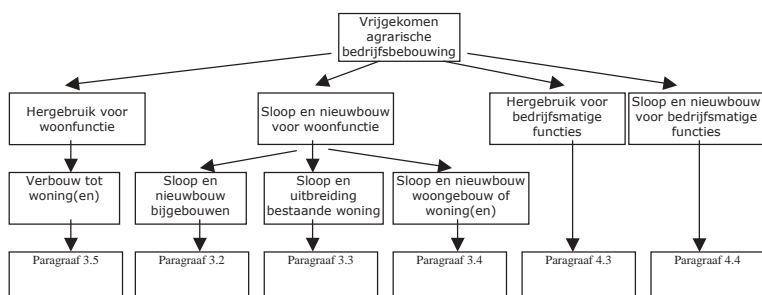 Vrijgekomen
agrarische
bedrijfsbebouwing
Hergebruik voor
woonfunctie
Sloop en nieuwbouw
voor woonfunctie
Hergebruik voor
bedrijfsmatige
functies
Sloop en nieuwbouw
voor bedrijfsmatige
functies
Verbouw tot
woning(en)
Sloop en
nieuwbouw
bijgebouwen
Sloop en
uitbreiding
bestaande woning
Sloop en nieuwbouw
woongebouw of
woning(en)
Paragraaf 3.5
Paragraaf 3.2
Paragraaf 3.3
Paragraaf 3.4
Paragraaf 4.3
Paragraaf 4.4